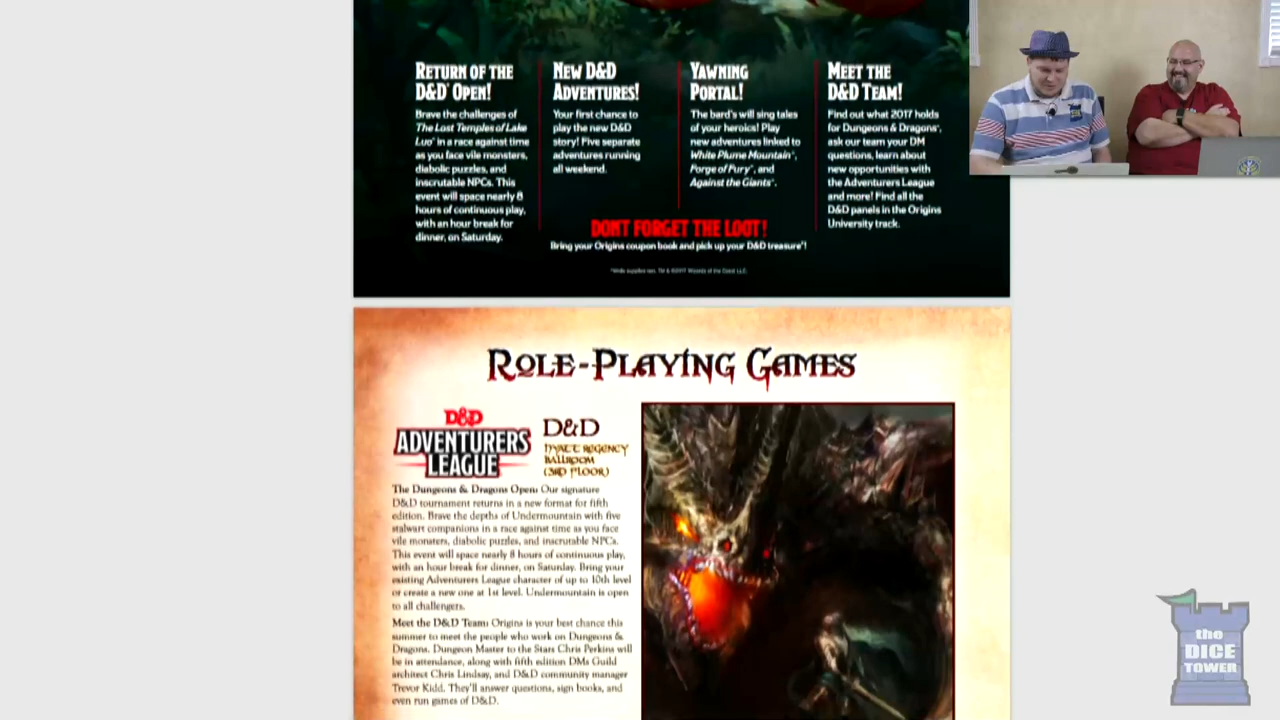 RETURN OF THE
D&D® OPEN!
Brave the challenges of
The Lost Temples of Lake
Luo® in a race against time
as you face vile monsters,
diabolic puzzles, and
inscrutable NPCs. This
event will space nearly 8
hours of continuous play,
with an hour break for
dinner, on Saturday.
NEW D&D
ADVENTURES!
Your first chance to
play the new D&D
story! Five separate
adventures running
all weekend.
YAWNING
PORTAL!
The bard's will sing tales
of your heroics! Play
new adventures linked to
White Plume Mountain®,
Forge of Fury®, and
Against the Giants®.
MEET THE
D&D TEAM!
Find out what 2017 holds
for Dungeons & Dragons®,
ask our team your DM
questions, learn about
new opportunities with
the Adventurers League
and more! Find all the
D&D panels in the Origins
University track.
DONT FORGET THE LOOT!
Bring your Origins coupon book and pick up your D&D treasure*!
*While supplies last. TM & ©2017 Wizards of the Coast LLC.
ROLE-PLAYING GAMES
D&D
ADVENTURERS
LEAGUE
D&D
HYATT REGENCY
BALLROOM
(3RD FLOOR)
The Dungeons & Dragons Open: Our signature
D&D tournament returns in a new format for fifth
edition. Brave the depths of Undermountain with five
stalwart companions in a race against time as you face
vile monsters, diabolic puzzles, and inscrutable NPCs.
This event will space nearly 8 hours of continuous play,
with an hour break for dinner, on Saturday. Bring your
existing Adventurers League character of up to 10th level
or create a new one at 1st level. Undermountain is open
to all challengers.
Meet the D&D Team: Origins is your best chance this
summer to meet the people who work on Dungeons &
Dragons. Dungeon Master to the Stars Chris Perkins will
be in attendance, along with fifth edition DMs Guild
architect Chris Lindsay, and D&D community manager
Trevor Kidd. They'll answer questions, sign books, and
even run games of D&D.
the
DICE
TOWER